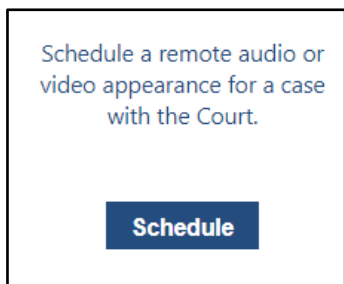 Schedule a remote audio or
video appearance for a case
with the Court.
Schedule